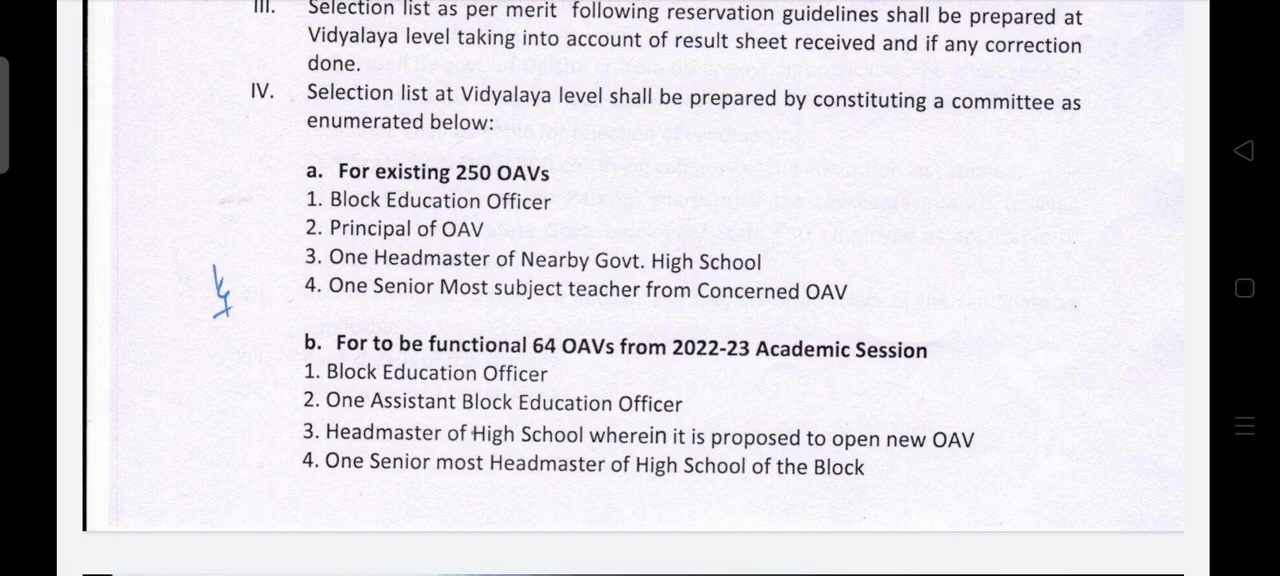 III. Selection list as per merit following reservation guidelines shall be prepared at
Vidyalaya level taking into account of result sheet received and if any correction
done.
IV. Selection list at Vidyalaya level shall be prepared by constituting a committee as
enumerated below:
a. For existing 250 OAVs
1. Block Education Officer
2. Principal of OAV
3. One Headmaster of Nearby Govt. High School
4. One Senior Most subject teacher from Concerned OAV
b. For to be functional 64 OAVs from 2022-23 Academic Session
1. Block Education Officer
2. One Assistant Block Education Officer
3. Headmaster of High School wherein it is proposed to open new OAV
4. One Senior most Headmaster of High School of the Block